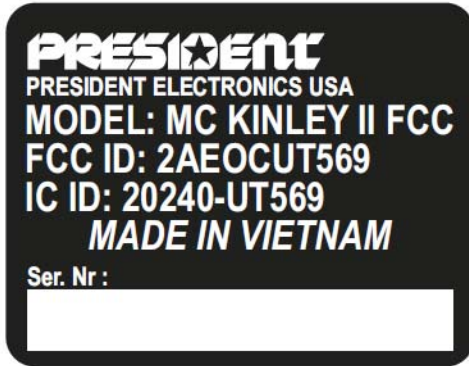 PRESIDENT
PRESIDENT ELECTRONICS USA
MODEL: MC KINLEY II FCC
FCC ID: 2AEOCUT569
IC ID: 20240-UT569
MADE IN VIETNAM
Ser. Nr :